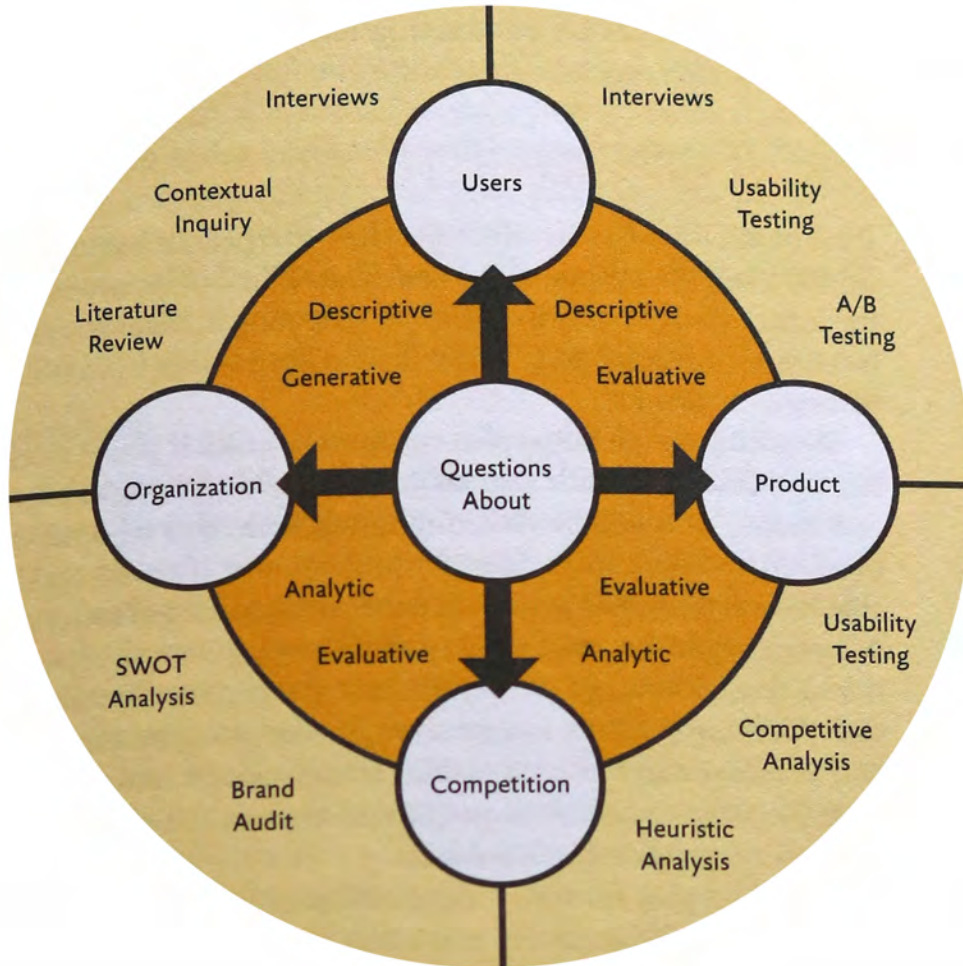 Interviews
Interviews
Users
Contextual
Inquiry
Usability
Testing
Literature
Review
Descriptive
Descriptive
A/B
Testing
Generative
Evaluative
Organization
Questions
About
Product
Analytic
Evaluative
Evaluative
Analytic
Usability
Testing
SWOT
Analysis
Competitive
Analysis
Brand
Audit
Competition
Heuristic
Analysis